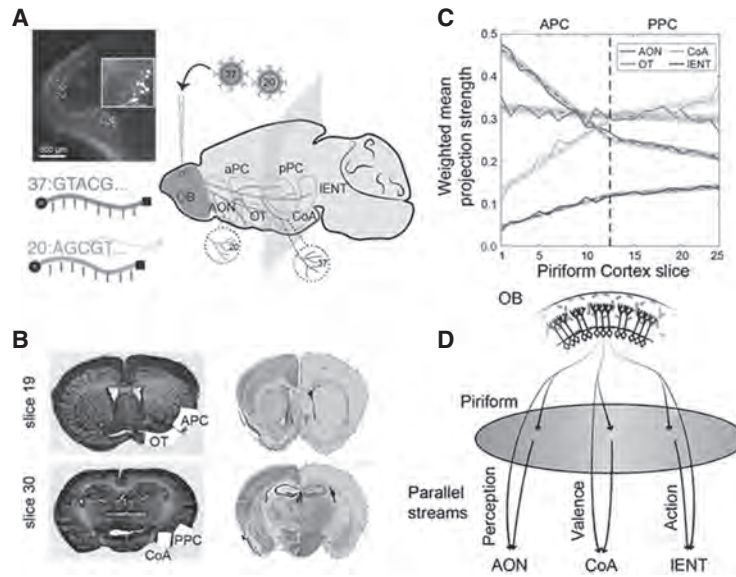 A
37
20
500 µm
37:GTACG...
20:AGCGT...
OB
aPC
pPC
lENT
AON
OT
CoA
20
37
B
slice 19
APC
OT
slice 30
PPC
CoA
C
APC
PPC
AON
CoA
OT
lENT
Weighted mean
projection strength
0.5
0.4
0.3
0.2
0.1
0.0
1
5
10
15
20
25
Piriform Cortex slice
OB
D
Piriform
Parallel
streams
Perception
Valence
Action
AON
CoA
lENT